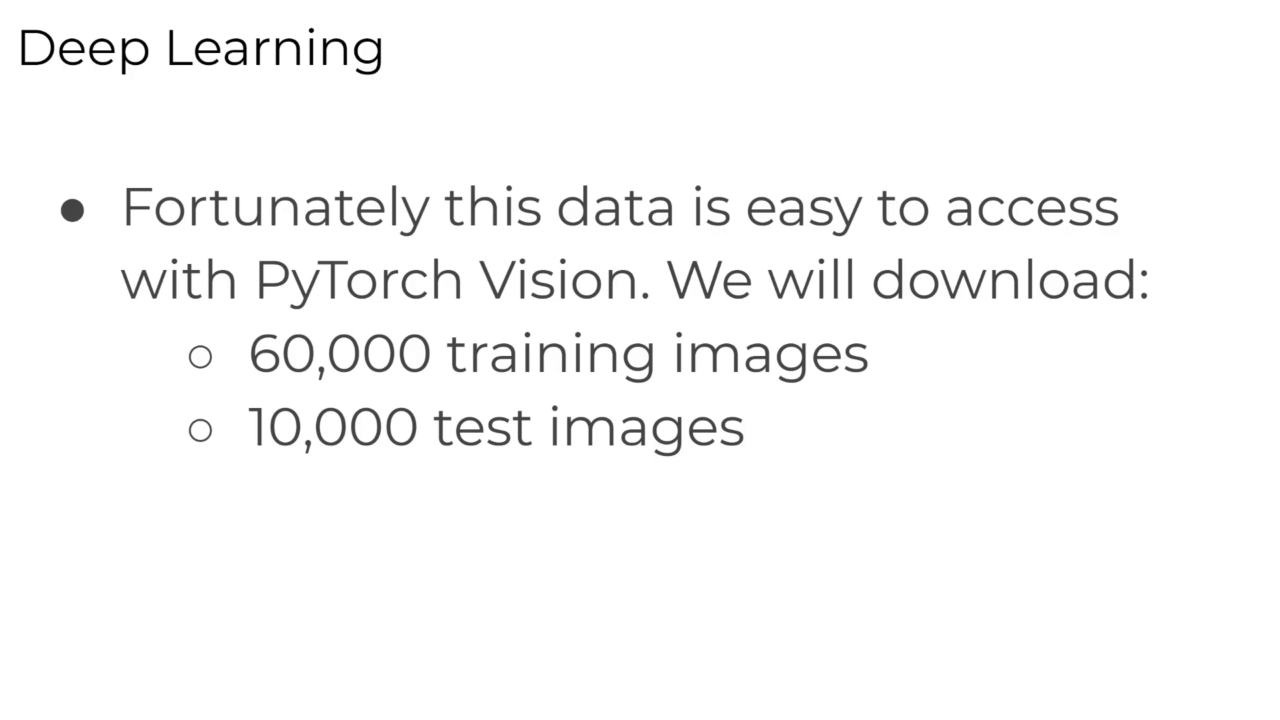 Deep Learning
● Fortunately this data is easy to access
with PyTorch Vision. We will download:
○ 60,000 training images
○ 10,000 test images